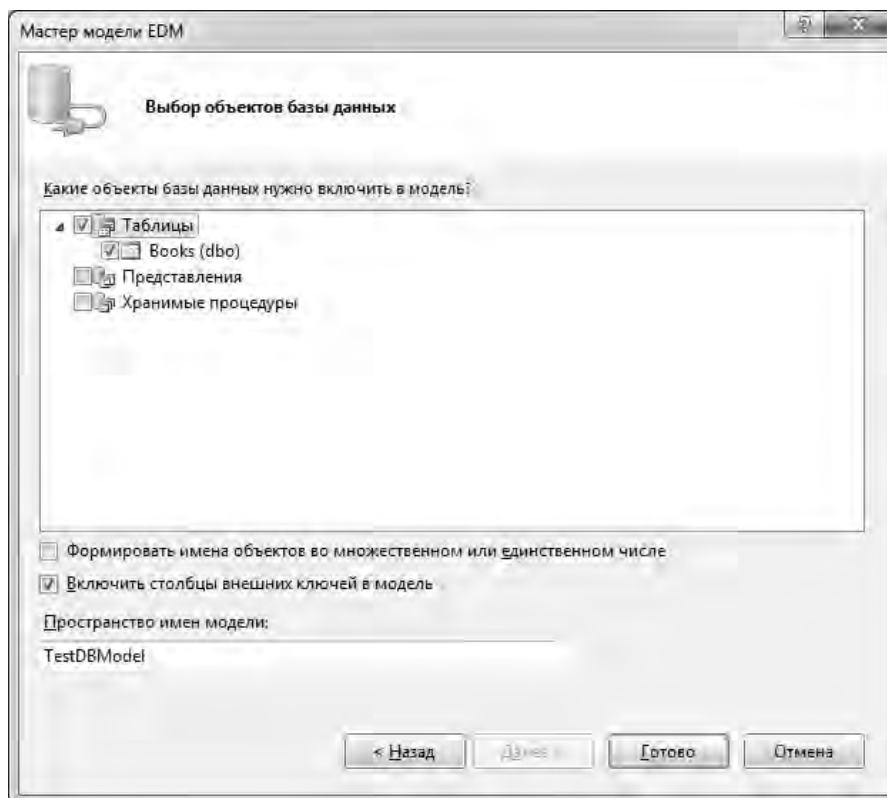 Мастер модели EDM
Выбор объектов базы данных
Какие объекты базы данных нужно включить в модель?
Таблицы
Books (dbo)
Представления
Хранимые процедуры
Формировать имена объектов во множественном или единственном числе
Включить столбцы внешних ключей в модель
Пространство имен модели:
TestDBModel
< Назад
Готово
Отмена